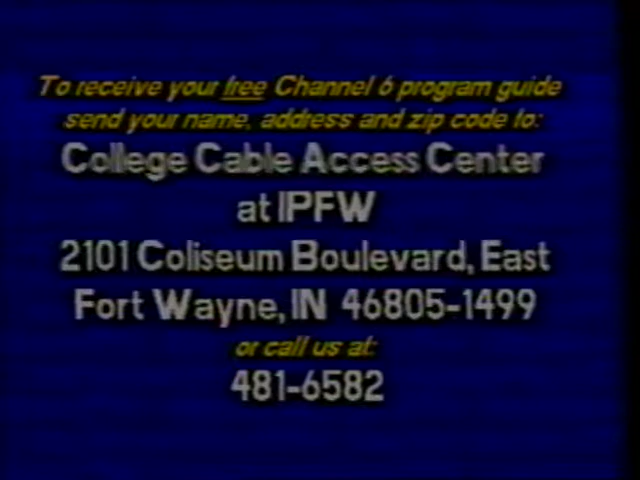 To receive your free Channel 6 program guide
send your name, address and zip code to:
College Cable Access Center
at IPFW
2101 Coliseum Boulevard, East
Fort Wayne, IN 46805-1499
or call us at:
481-6582